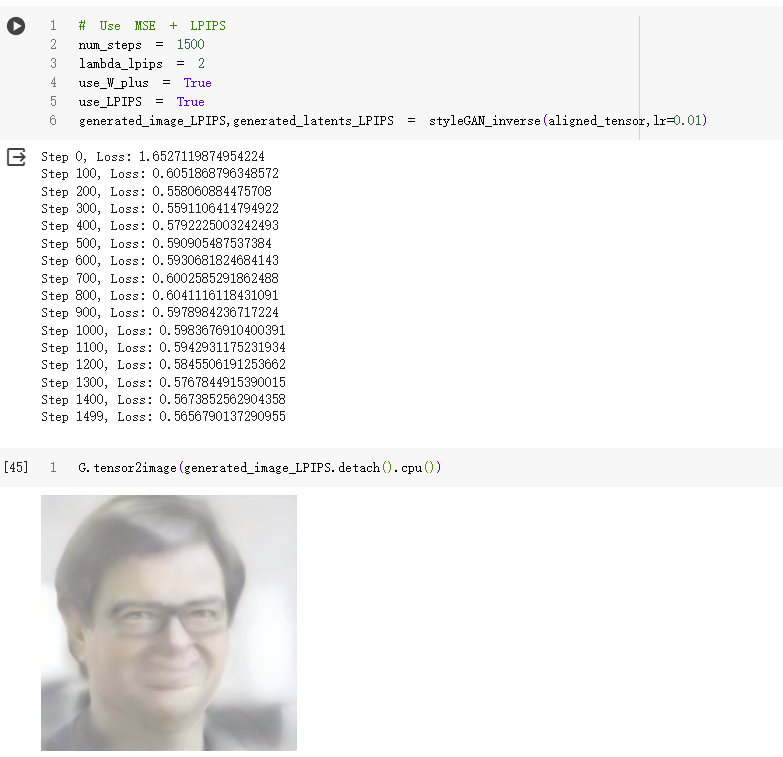 1 # Use MSE + LPIPS
2 num_steps = 1500
3 lambda_lpips = 2
4 use_W_plus = True
5 use_LPIPS = True
6 generated_image_LPIPS,generated_latents_LPIPS = styleGAN_inverse(aligned_tensor,lr=0.01)
Step 0, Loss: 1.6527119874954224
Step 100, Loss: 0.6051868796348572
Step 200, Loss: 0.558060884475708
Step 300, Loss: 0.5591106414794922
Step 400, Loss: 0.5792225003242493
Step 500, Loss: 0.590905487537384
Step 600, Loss: 0.5930681824684143
Step 700, Loss: 0.6002585291862488
Step 800, Loss: 0.6041116118431091
Step 900, Loss: 0.5978984236717224
Step 1000, Loss: 0.5983676910400391
Step 1100, Loss: 0.5942931175231934
Step 1200, Loss: 0.5845506191253662
Step 1300, Loss: 0.5767844915390015
Step 1400, Loss: 0.5673852562904358
Step 1499, Loss: 0.5656790137290955
[45] 1 G.tensor2image(generated_image_LPIPS.detach().cpu())